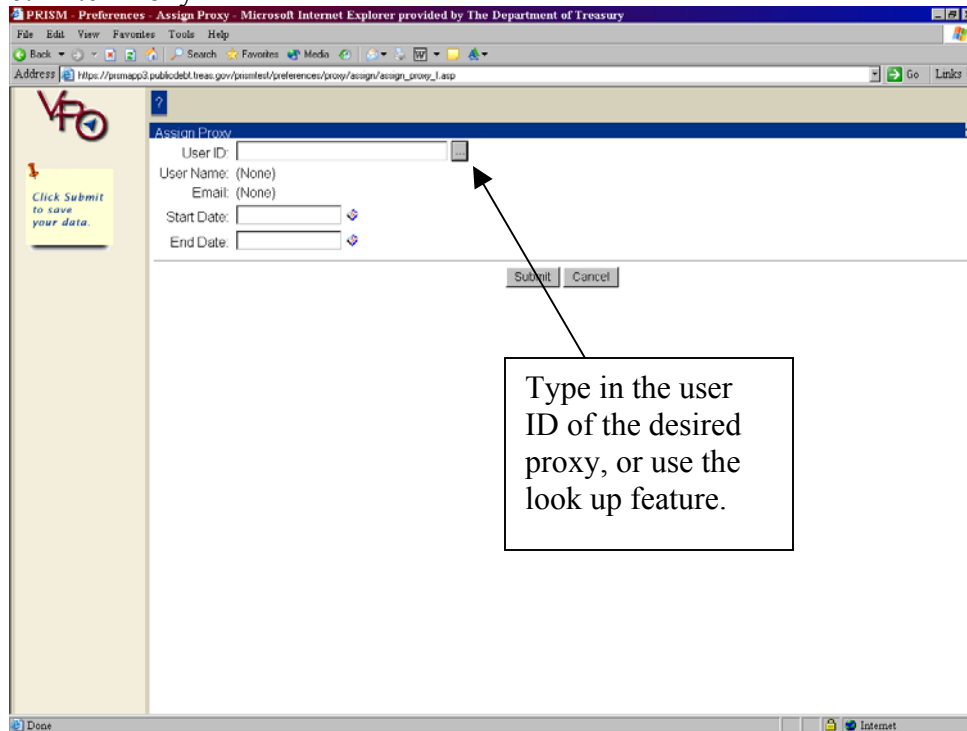 PRISM - Preferences - Assign Proxy - Microsoft Internet Explorer provided by The Department of Treasury
File Edit View Favorites Tools Help
Back Search Favorites Media
Address https://prismapp3.publicdebt.treas.gov/prismtest/preferences/proxy/assign/assign_proxy_1.asp Go Links
VPO
?
Assign Proxy
User ID: ...
User Name: (None)
Email: (None)
Start Date:
End Date:
Click Submit
to save
your data.
Submit Cancel
Type in the user
ID of the desired
proxy, or use the
look up feature.
Done Internet